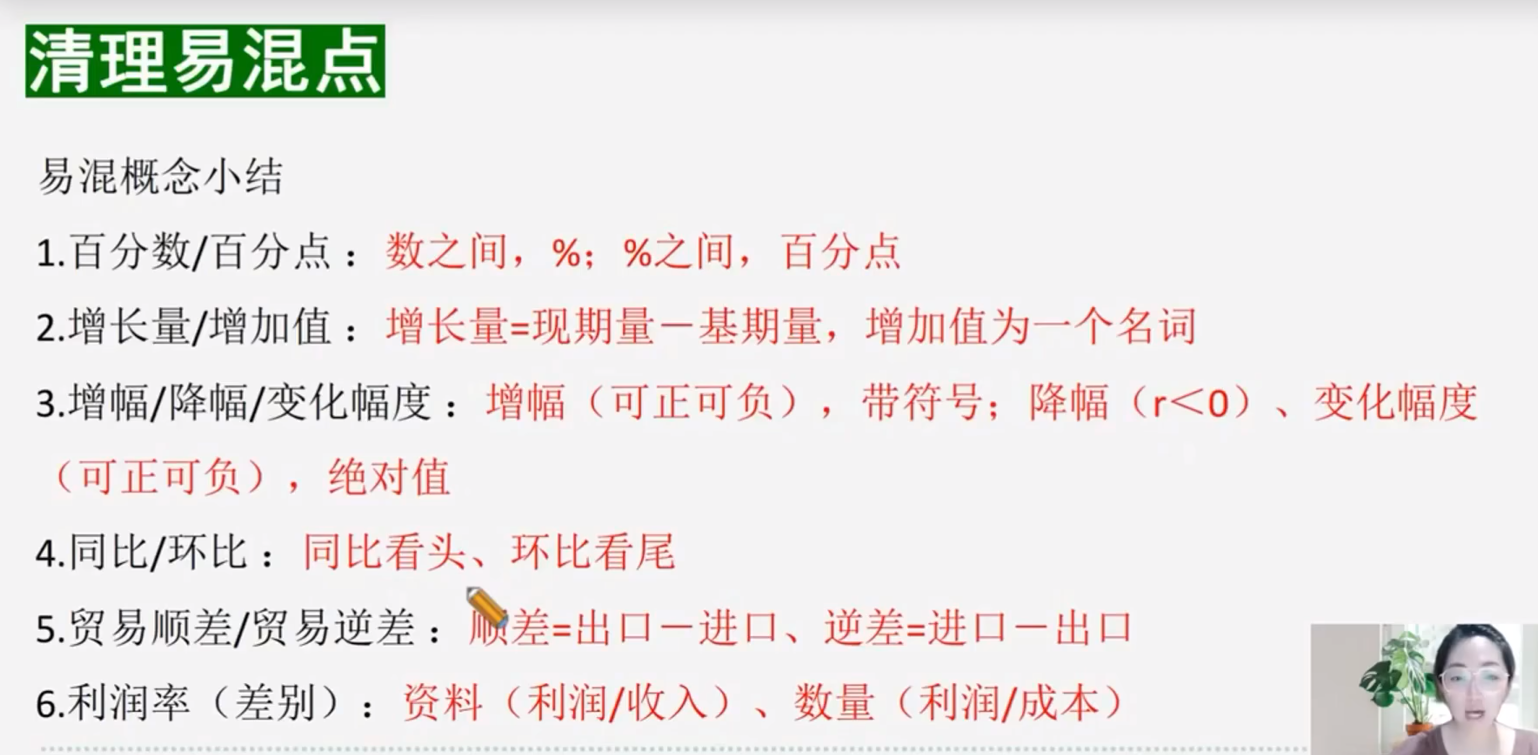 清理易混点
易混概念小结
1.百分数/百分点：数之间，%；%之间，百分点
2.增长量/增加值：增长量=现期量－基期量，增加值为一个名词
3.增幅/降幅/变化幅度：增幅（可正可负），带符号；降幅（r＜0）、变化幅度
（可正可负），绝对值
4.同比/环比：同比看头、环比看尾
5.贸易顺差/贸易逆差：顺差=出口－进口、逆差=进口－出口
6.利润率（差别）：资料（利润/收入）、数量（利润/成本）